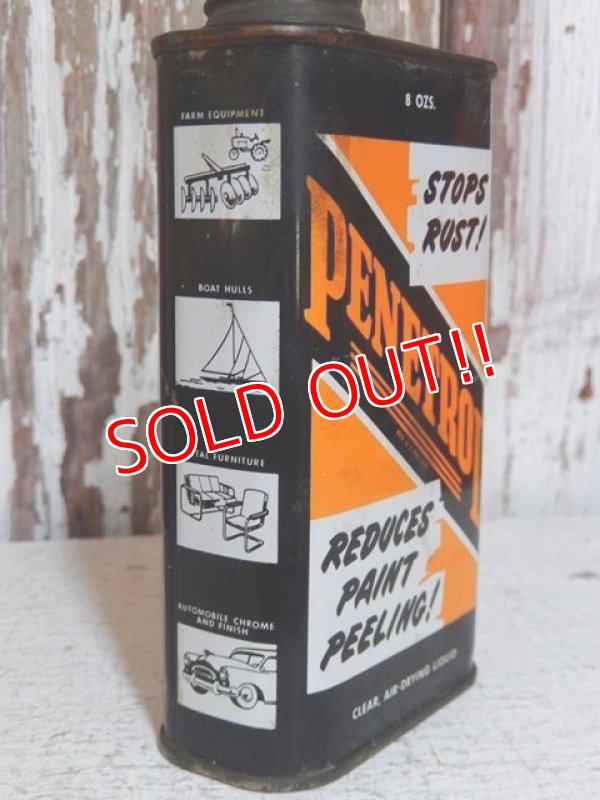 FARM EQUIPMENT
BOAT HULLS
FURNITURE
AUTOMOBILE CHROME
AND FINISH
8 OZS.
STOPS
RUST!
PENETROL
REDUCES
PAINT
PEELING!
CLEAR, AIR-DRYING LIQUID
SOLD OUT!!